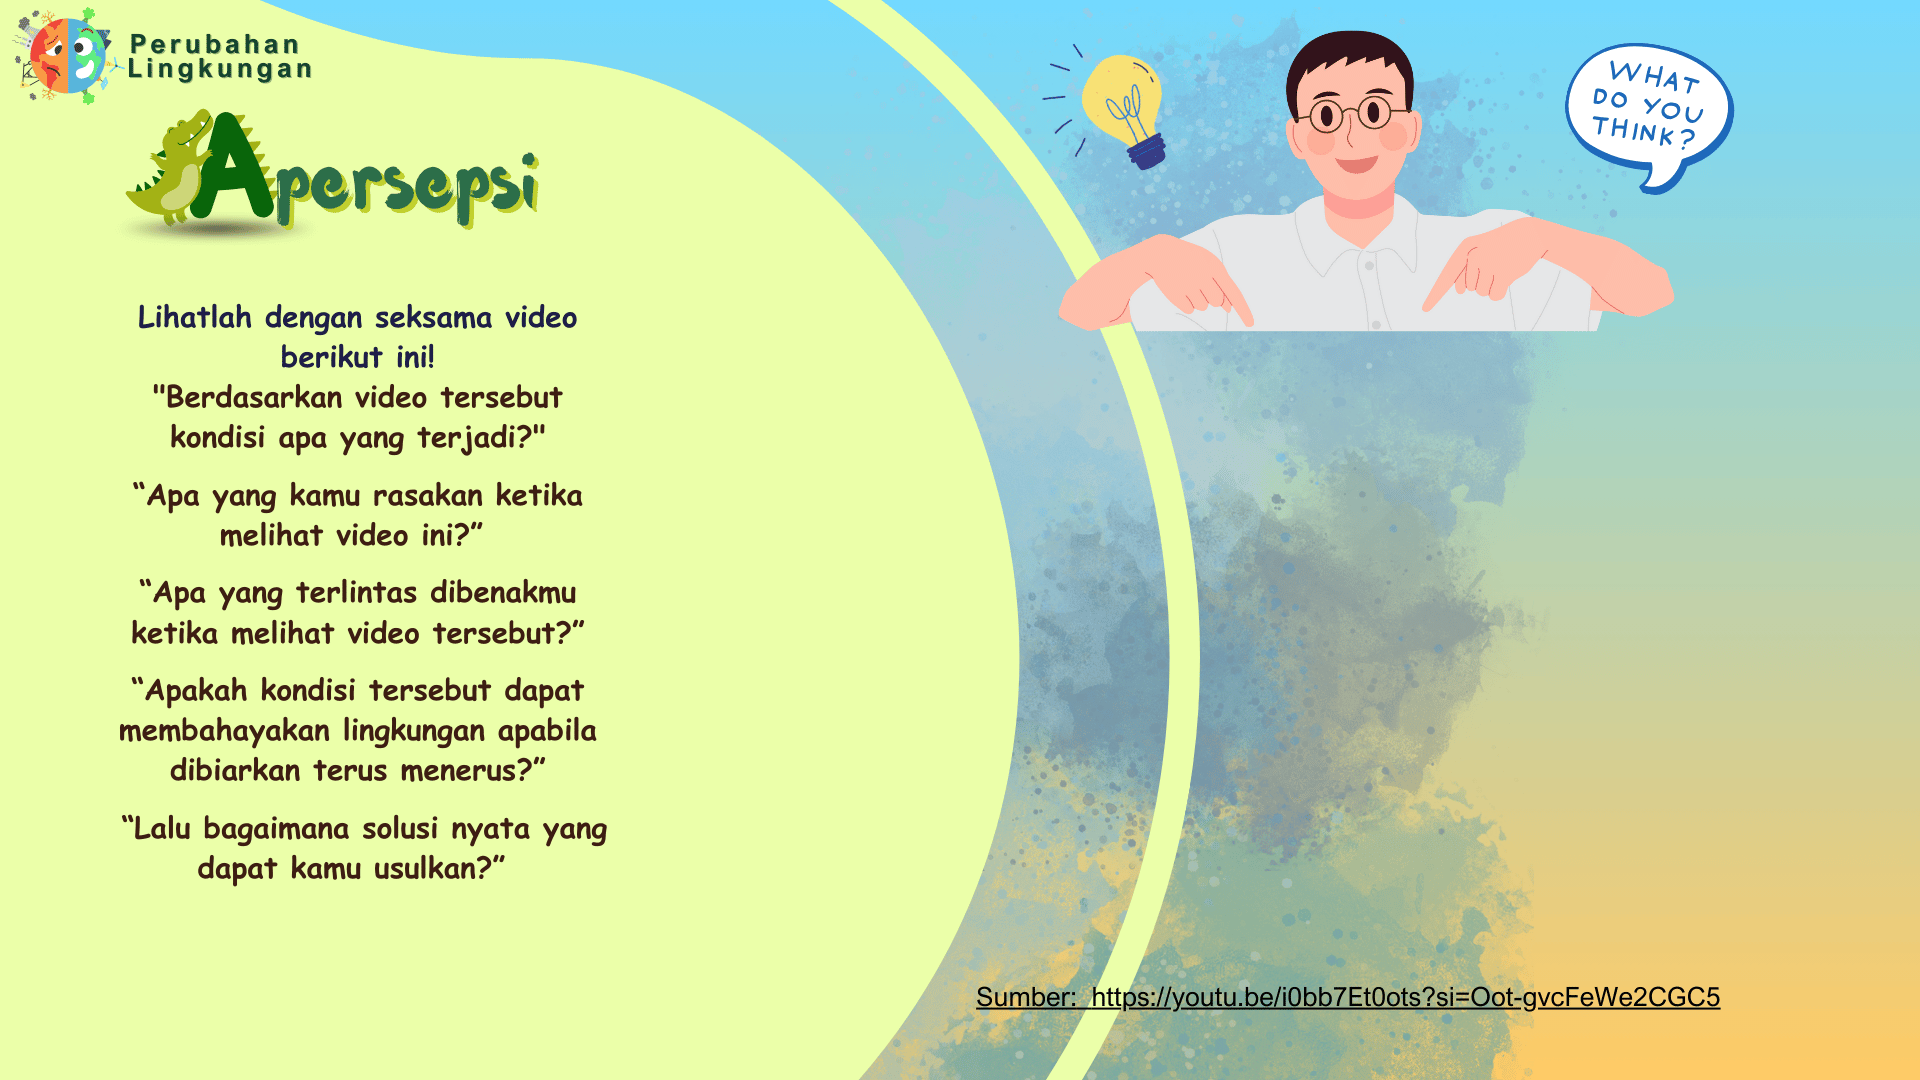 Perubahan
Lingkungan
Apersepsi
WHAT
DO YOU
THINK?
Lihatlah dengan seksama video
berikut ini!
"Berdasarkan video tersebut
kondisi apa yang terjadi?"
“Apa yang kamu rasakan ketika
melihat video ini?”
“Apa yang terlintas dibenakmu
ketika melihat video tersebut?”
“Apakah kondisi tersebut dapat
membahayakan lingkungan apabila
dibiarkan terus menerus?”
“Lalu bagaimana solusi nyata yang
dapat kamu usulkan?”
Sumber: https://youtu.be/i0bb7Et0ots?si=Oot-gvcFeWe2CGC5